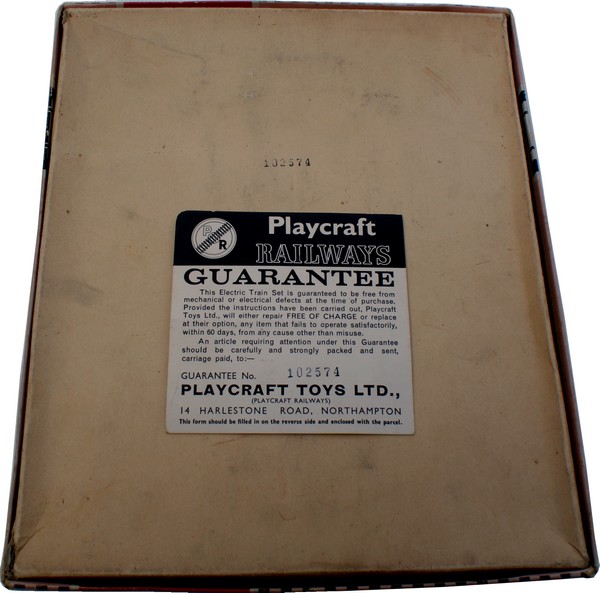 102574
PR
Playcraft
RAILWAYS
GUARANTEE
This Electric Train Set is guaranteed to be free from
mechanical or electrical defects at the time of purchase.
Provided the instructions have been carried out, Playcraft
Toys Ltd., will either repair FREE OF CHARGE or replace
at their option, any item that fails to operate satisfactorily,
within 60 days, from any cause other than misuse.
An article requiring attention under this Guarantee
should be carefully and strongly packed and sent,
carriage paid, to:—
GUARANTEE No. 102574
PLAYCRAFT TOYS LTD.,
(PLAYCRAFT RAILWAYS)
14 HARLESTONE ROAD, NORTHAMPTON
This form should be filled in on the reverse side and enclosed with the parcel.